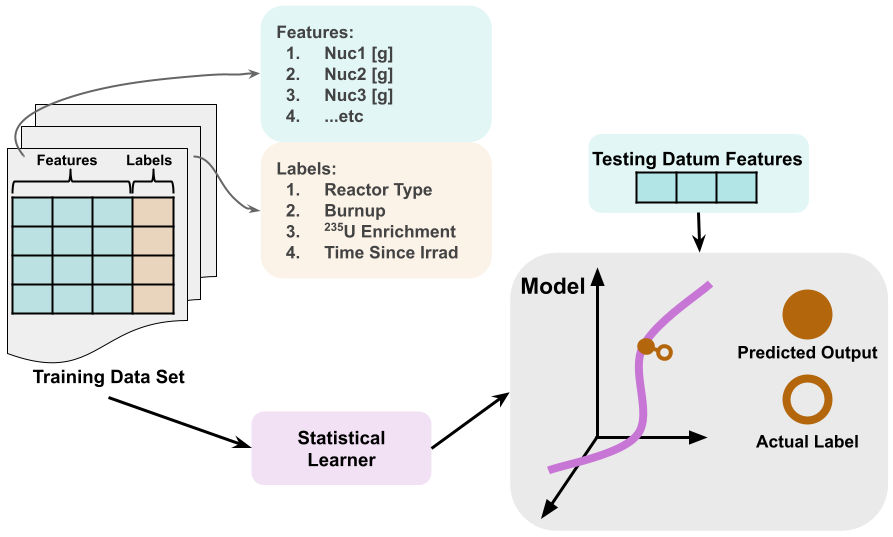 Features:
1. Nuc1 [g]
2. Nuc2 [g]
3. Nuc3 [g]
4. ...etc
Features Labels
Labels:
1. Reactor Type
2. Burnup
3. ²³⁵U Enrichment
4. Time Since Irrad
Training Data Set
Statistical
Learner
Testing Datum Features
Model
Predicted Output
Actual Label